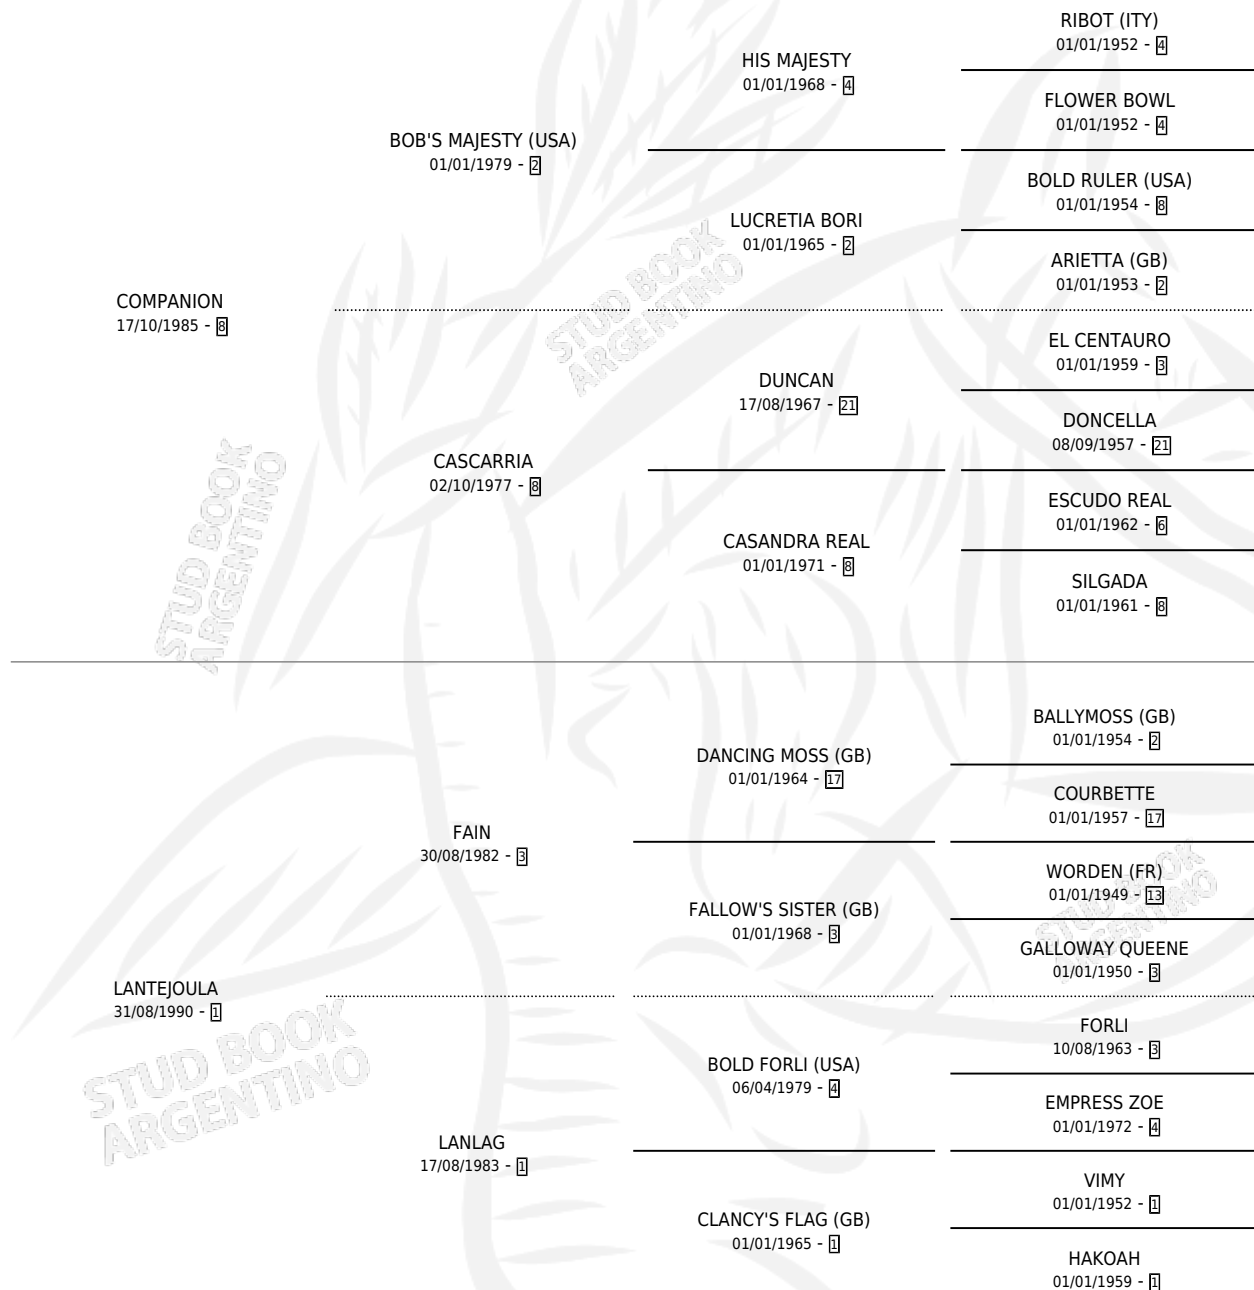 RIBOT (ITY)
01/01/1952 - 4
HIS MAJESTY
01/01/1968 - 4
FLOWER BOWL
01/01/1952 - 4
BOB'S MAJESTY (USA)
01/01/1979 - 2
BOLD RULER (USA)
01/01/1954 - 8
LUCRETIA BORI
01/01/1965 - 2
ARIETTA (GB)
01/01/1953 - 2
STUD BOOK
ARGENTINO
COMPANION
17/10/1985 - 8
EL CENTAURO
01/01/1959 - 3
DUNCAN
17/08/1967 - 21
DONCELLA
08/09/1957 - 21
CASCARRIA
02/10/1977 - 8
ESCUDO REAL
01/01/1962 - 6
CASANDRA REAL
01/01/1971 - 8
SILGADA
01/01/1961 - 8
STUD BOOK
ARGENTINO
BALLYMOSS (GB)
01/01/1954 - 2
DANCING MOSS (GB)
01/01/1964 - 17
COURBETTE
01/01/1957 - 17
FAIN
30/08/1982 - 3
WORDEN (FR)
01/01/1949 - 13
STUD BOOK
ARGENTINO
FALLOW'S SISTER (GB)
01/01/1968 - 3
GALLOWAY QUEENE
01/01/1950 - 3
LANTEJOULA
31/08/1990 - 1
STUD BOOK
ARGENTINO
FORLI
10/08/1963 - 3
BOLD FORLI (USA)
06/04/1979 - 4
EMPRESS ZOE
01/01/1972 - 4
LANLAG
17/08/1983 - 1
VIMY
01/01/1952 - 1
CLANCY'S FLAG (GB)
01/01/1965 - 1
HAKOAH
01/01/1959 - 1